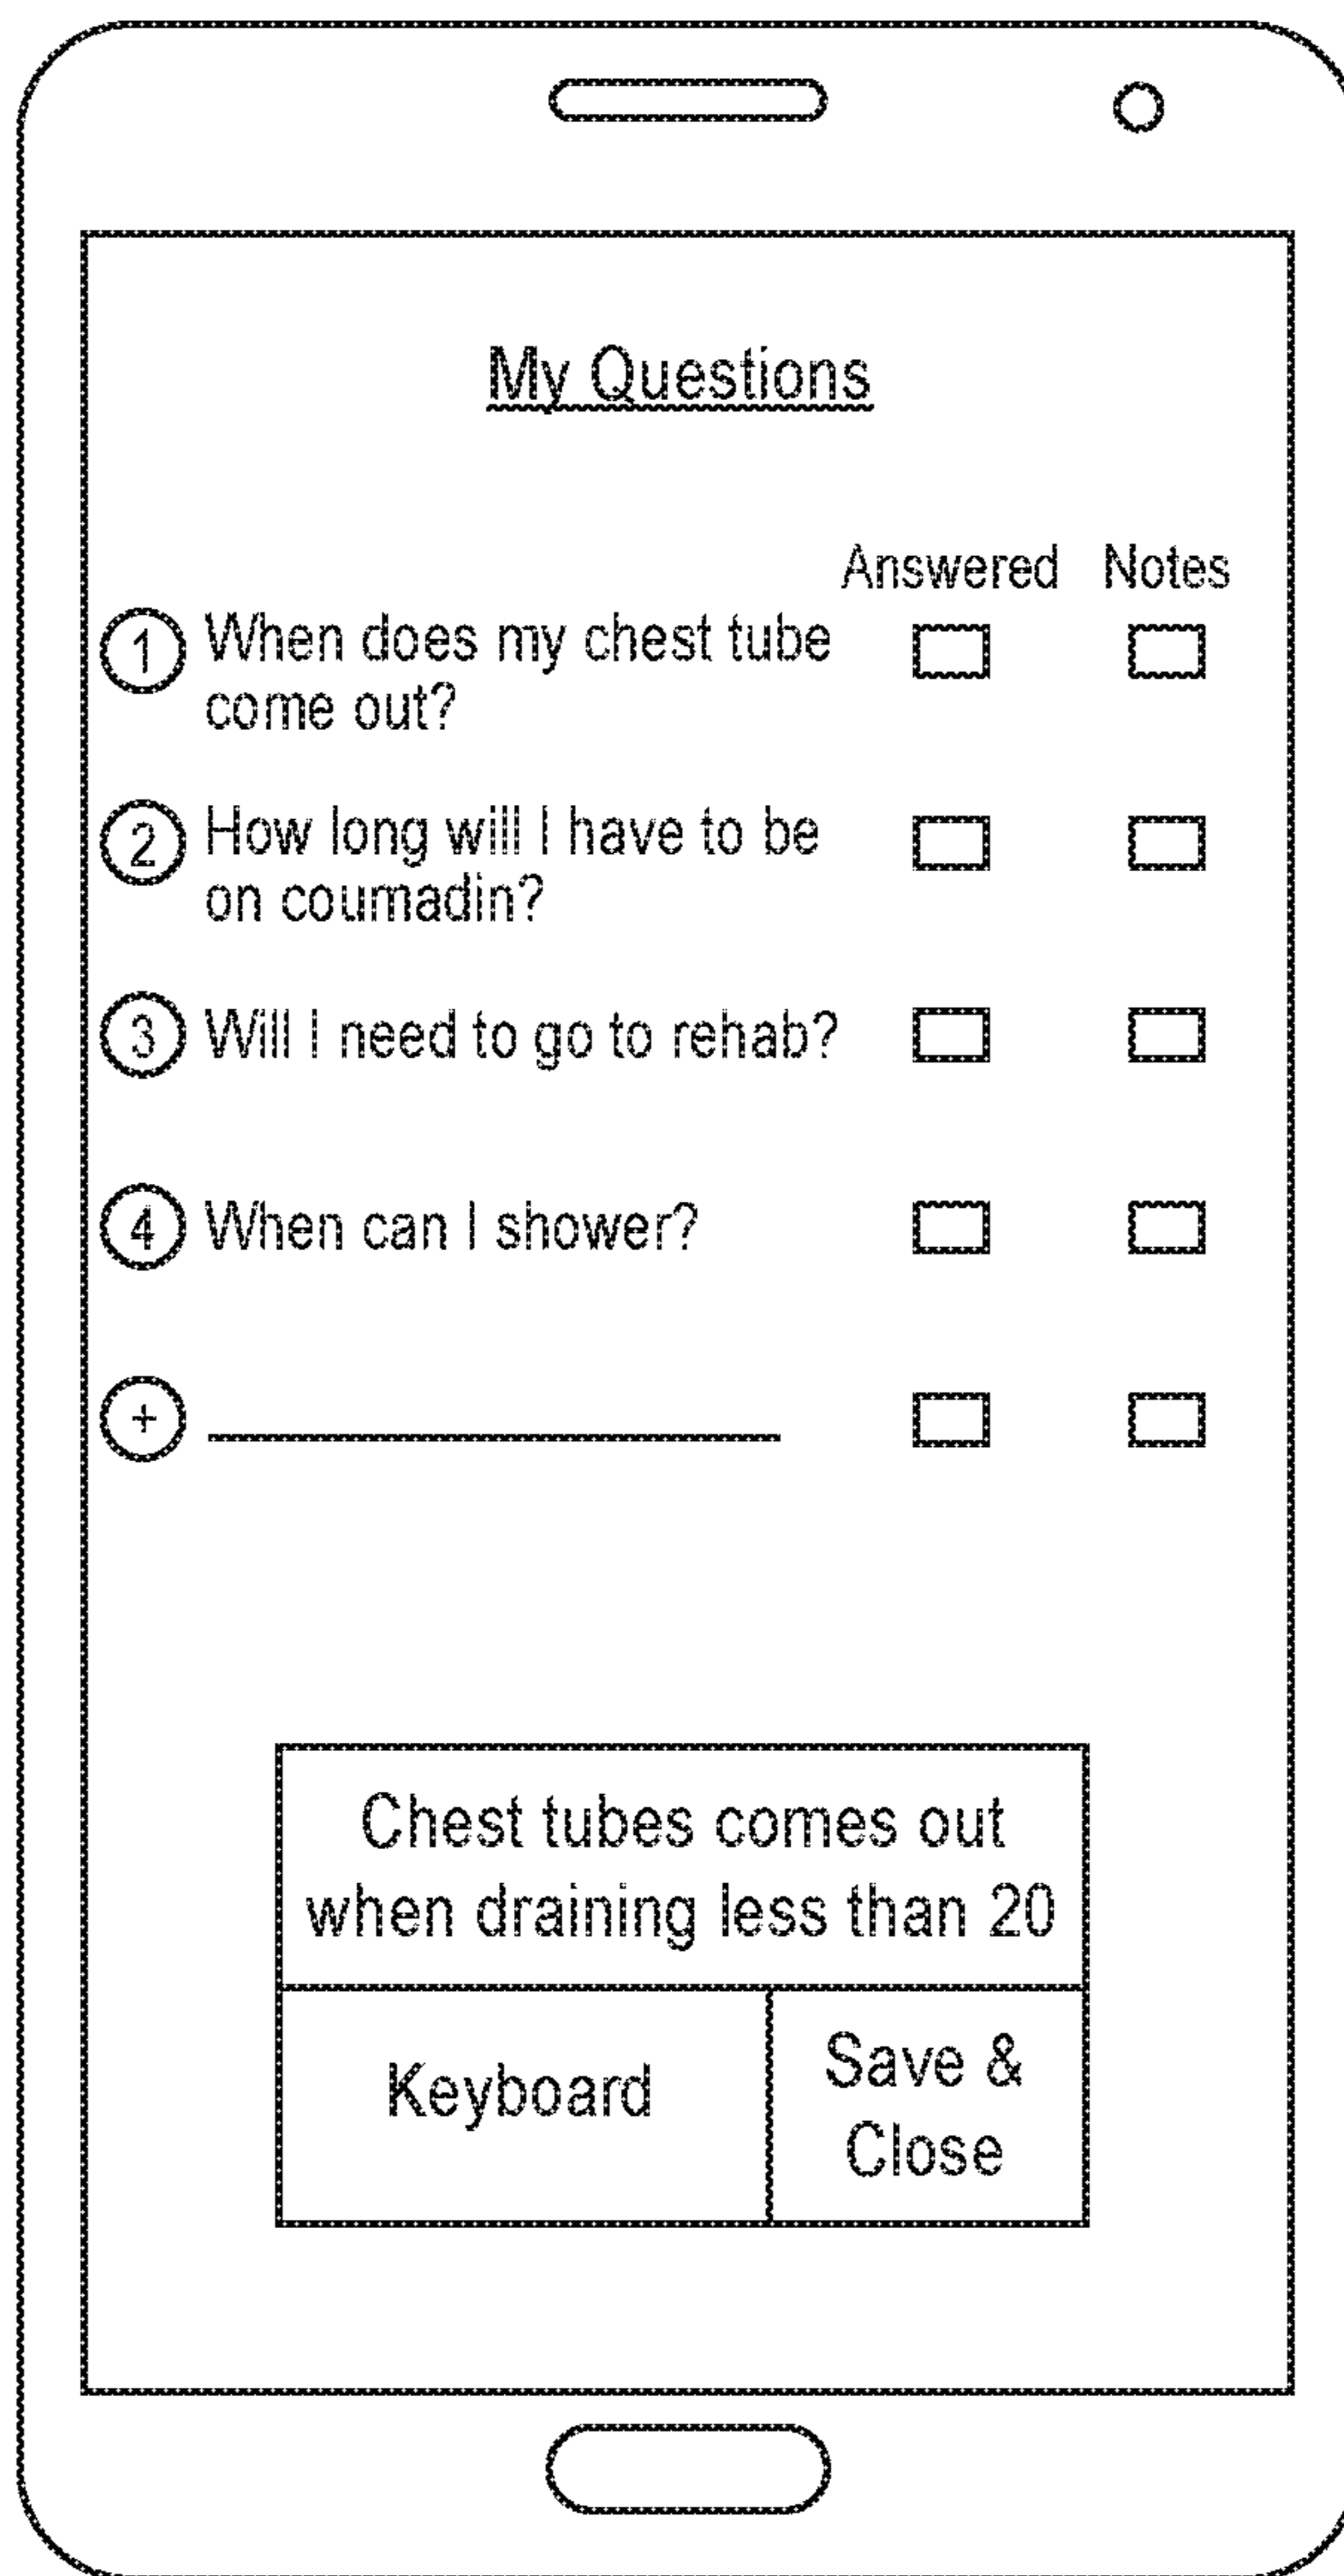 My Questions
Answered Notes
1 When does my chest tube
come out?
2 How long will I have to be
on coumadin?
3 Will I need to go to rehab?
4 When can I shower?
+
Chest tubes comes out
when draining less than 20
Keyboard
Save &
Close